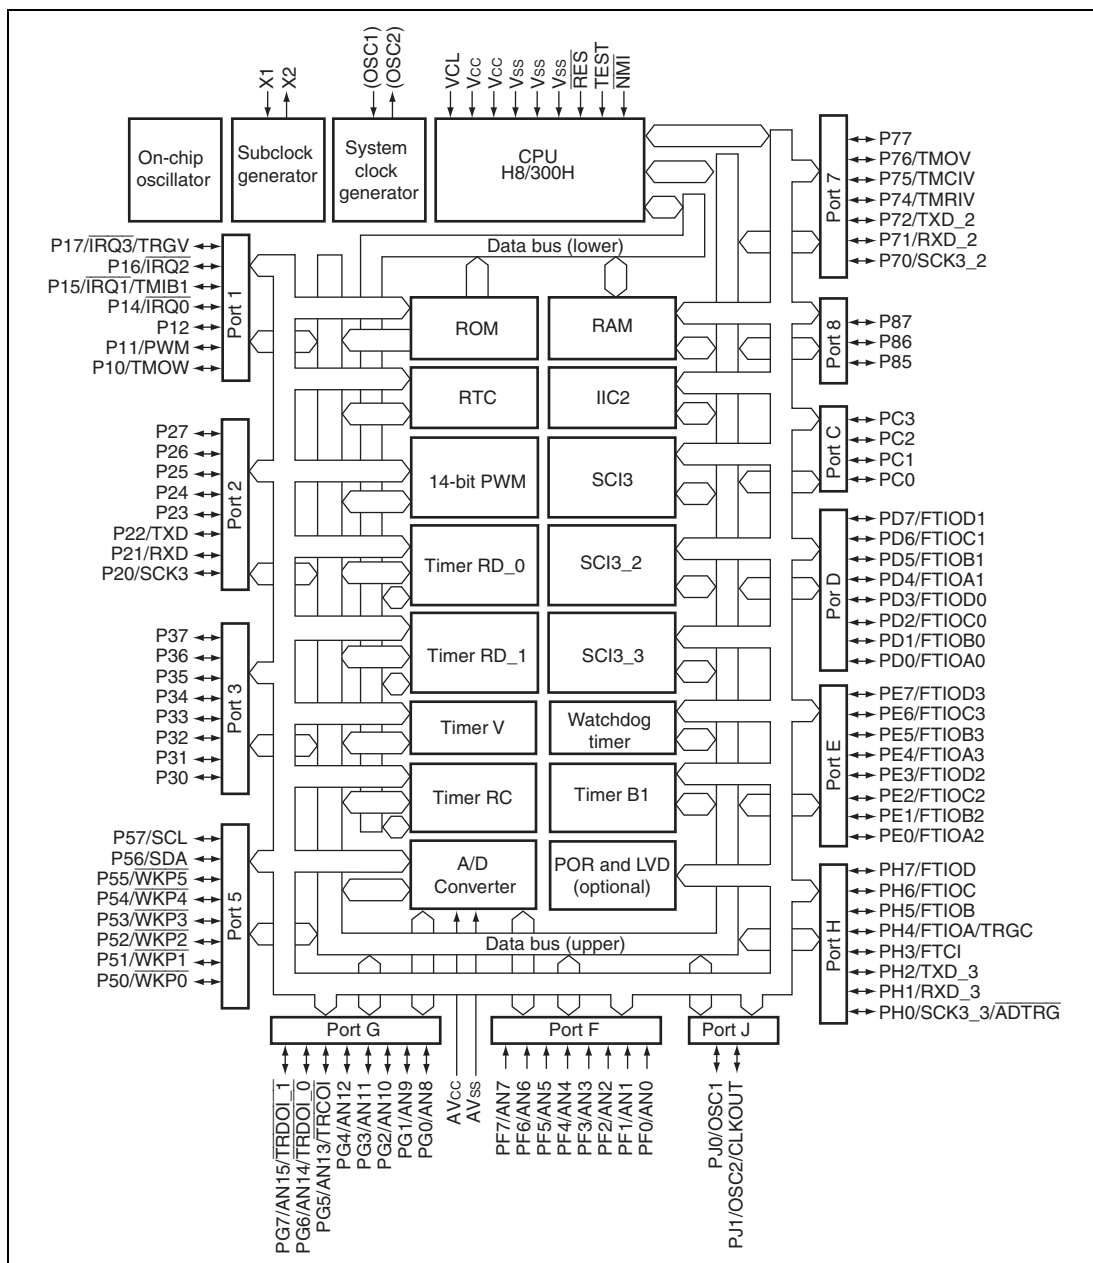 X1
X2
(OSC1)
(OSC2)
VCL
Vcc
Vcc
Vss
Vss
Vss
RES
TEST
NMI
On-chip
oscillator
Subclock
generator
System
clock
generator
CPU
H8/300H
Data bus (lower)
P17/IRQ3/TRGV
P16/IRQ2
P15/IRQ1/TMIB1
P14/IRQ0
P12
P11/PWM
P10/TMOW
Port 1
P27
P26
P25
P24
P23
P22/TXD
P21/RXD
P20/SCK3
Port 2
P37
P36
P35
P34
P33
P32
P31
P30
Port 3
P57/SCL
P56/SDA
P55/WKP5
P54/WKP4
P53/WKP3
P52/WKP2
P51/WKP1
P50/WKP0
Port 5
ROM
RAM
RTC
IIC2
14-bit PWM
SCI3
Timer RD_0
SCI3_2
Timer RD_1
SCI3_3
Timer V
Watchdog
timer
Timer RC
Timer B1
A/D
Converter
POR and LVD
(optional)
Data bus (upper)
Port 7
P77
P76/TMOV
P75/TMCIV
P74/TMRIV
P72/TXD_2
P71/RXD_2
P70/SCK3_2
Port 8
P87
P86
P85
Port C
PC3
PC2
PC1
PC0
Por D
PD7/FTIOD1
PD6/FTIOC1
PD5/FTIOB1
PD4/FTIOA1
PD3/FTIOD0
PD2/FTIOC0
PD1/FTIOB0
PD0/FTIOA0
Port E
PE7/FTIOD3
PE6/FTIOC3
PE5/FTIOB3
PE4/FTIOA3
PE3/FTIOD2
PE2/FTIOC2
PE1/FTIOB2
PE0/FTIOA2
Port H
PH7/FTIOD
PH6/FTIOC
PH5/FTIOB
PH4/FTIOA/TRGC
PH3/FTCI
PH2/TXD_3
PH1/RXD_3
PH0/SCK3_3/ADTRG
Port G
Port F
Port J
PG7/AN15/TRDOI_1
PG6/AN14/TRDOI_0
PG5/AN13/TRCOI
PG4/AN12
PG3/AN11
PG2/AN10
PG1/AN9
PG0/AN8
AVcc
AVss
PF7/AN7
PF6/AN6
PF5/AN5
PF4/AN4
PF3/AN3
PF2/AN2
PF1/AN1
PF0/AN0
PJ0/OSC1
PJ1/OSC2/CLKOUT